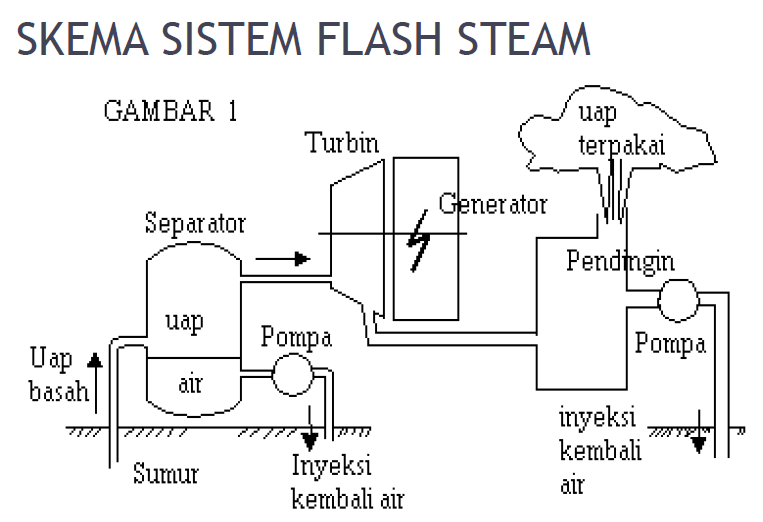 SKEMA SISTEM FLASH STEAM
GAMBAR 1
Turbin
uap
terpakai
Separator
Generator
Pendingin
uap
Pompa
Pompa
Uap
basah
air
Sumur
Inyeksi
kembali air
inyeksi
kembali
air